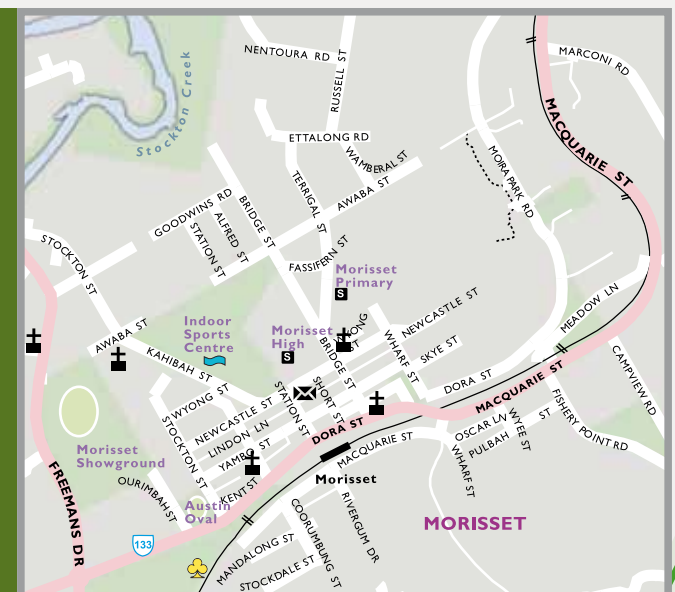 NENTOURA RD
RUSSELL ST
MARCONI RD
Stockton Creek
MACQUARIE ST
ETTALONG RD
WAMBERAL ST
MOIRA PARK RD
TERRIGAL ST
AWABA ST
GOODWINS RD
BRIDGE ST
ALFRED ST
STATION ST
STOCKTON ST
FASSIFERN ST
Morisset
Primary
S
MEADOW LN
NEWCASTLE ST
Indoor
Sports
Centre
Morisset
High
S
BRIDGE ST
WHARF ST
SKYE ST
AWABA ST
KAHIBAH ST
CAMPVIEW RD
DORA ST
MACQUARIE ST
WYONG ST
SHORT ST
STATION ST
NEWCASTLE ST
FISHERY POINT RD
LINDON LN
DORA ST
OSCAR LN
WYEE ST
PULBAH ST
STOCKTON ST
YAMBO ST
MACQUARIE ST
WHARF ST
Morisset
Showground
Morisset
OURIMBAH ST
KENT ST
Austin
Oval
FREEMANS DR
COORUMBUNG ST
RIVERGUM DR
MORISSET
133
MANDALONG ST
STOCKDALE ST